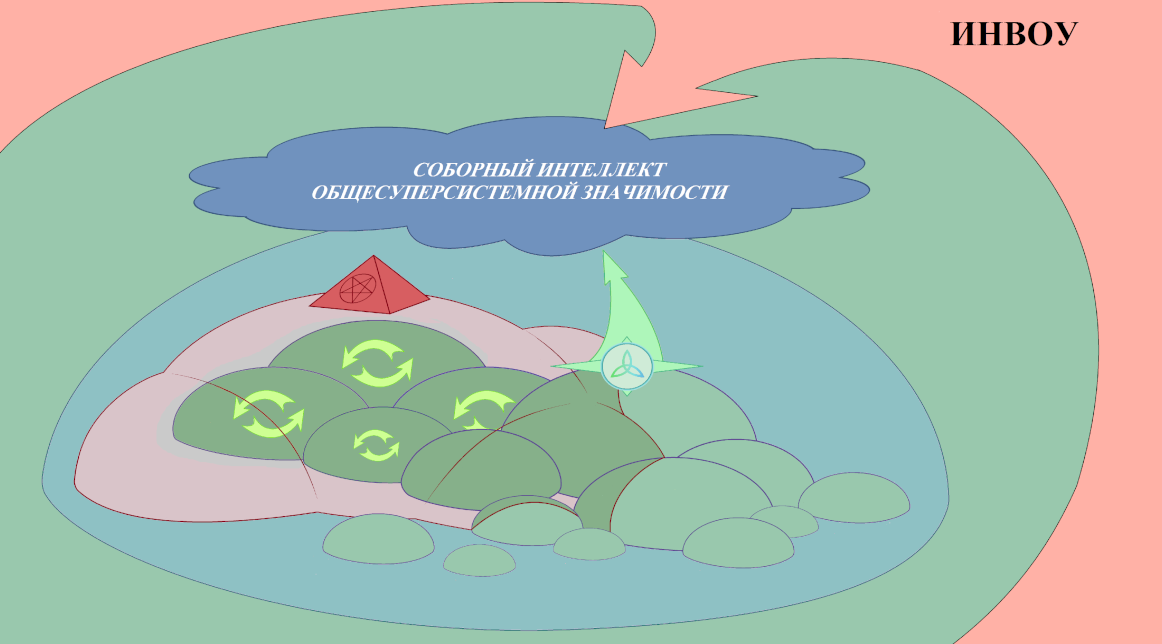 ИНВОУ
СОБОРНЫЙ ИНТЕЛЛЕКТ
ОБЩЕСУПЕРСИСТЕМНОЙ ЗНАЧИМОСТИ